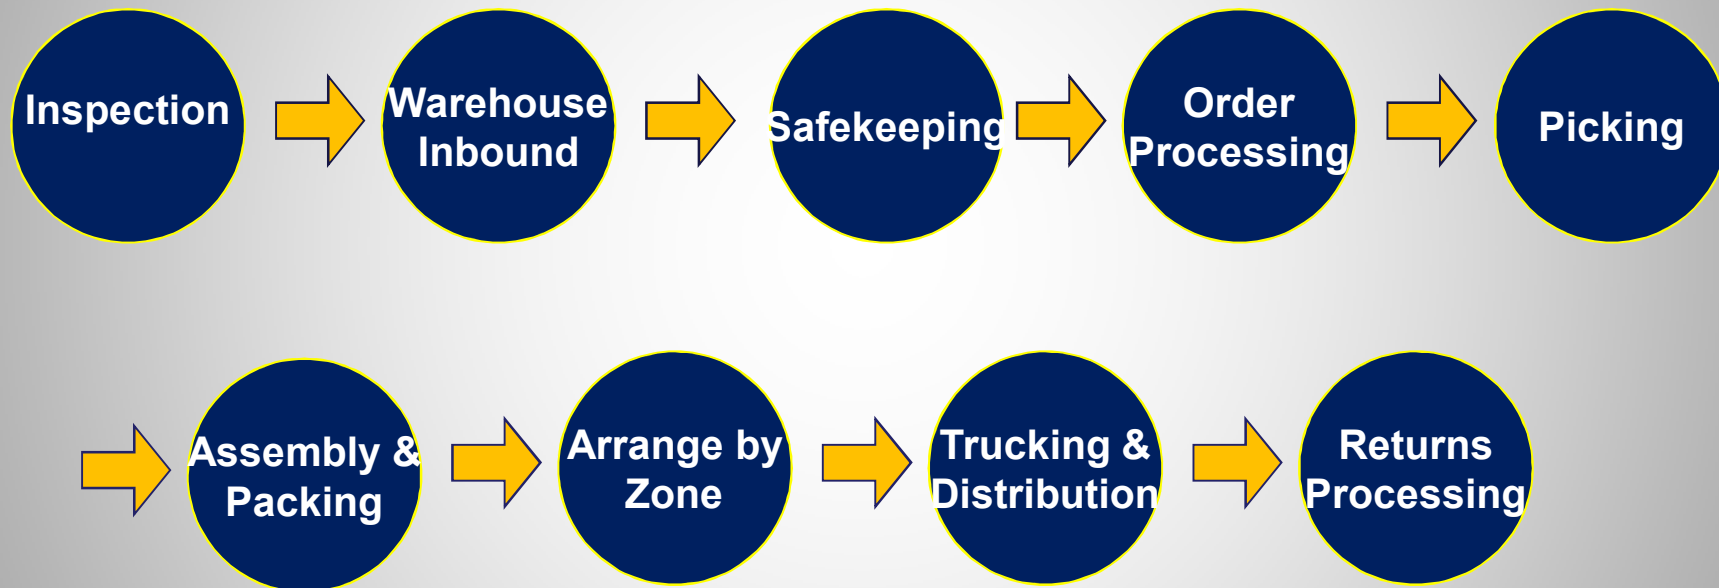 Inspection
Warehouse
Inbound
Safekeeping
Order
Processing
Picking
Assembly &
Packing
Arrange by
Zone
Trucking &
Distribution
Returns
Processing